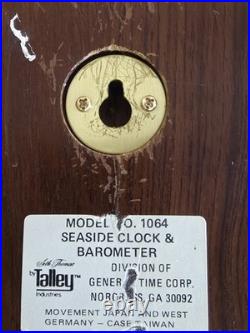 MODEL NO. 1064
SEASIDE CLOCK &
BAROMETER
Seth Thomas
by Talley
Industries
DIVISION OF
GENERAL TIME CORP.
NORCROSS, GA 30092
MOVEMENT JAPAN AND WEST
GERMANY – CASE TAIWAN